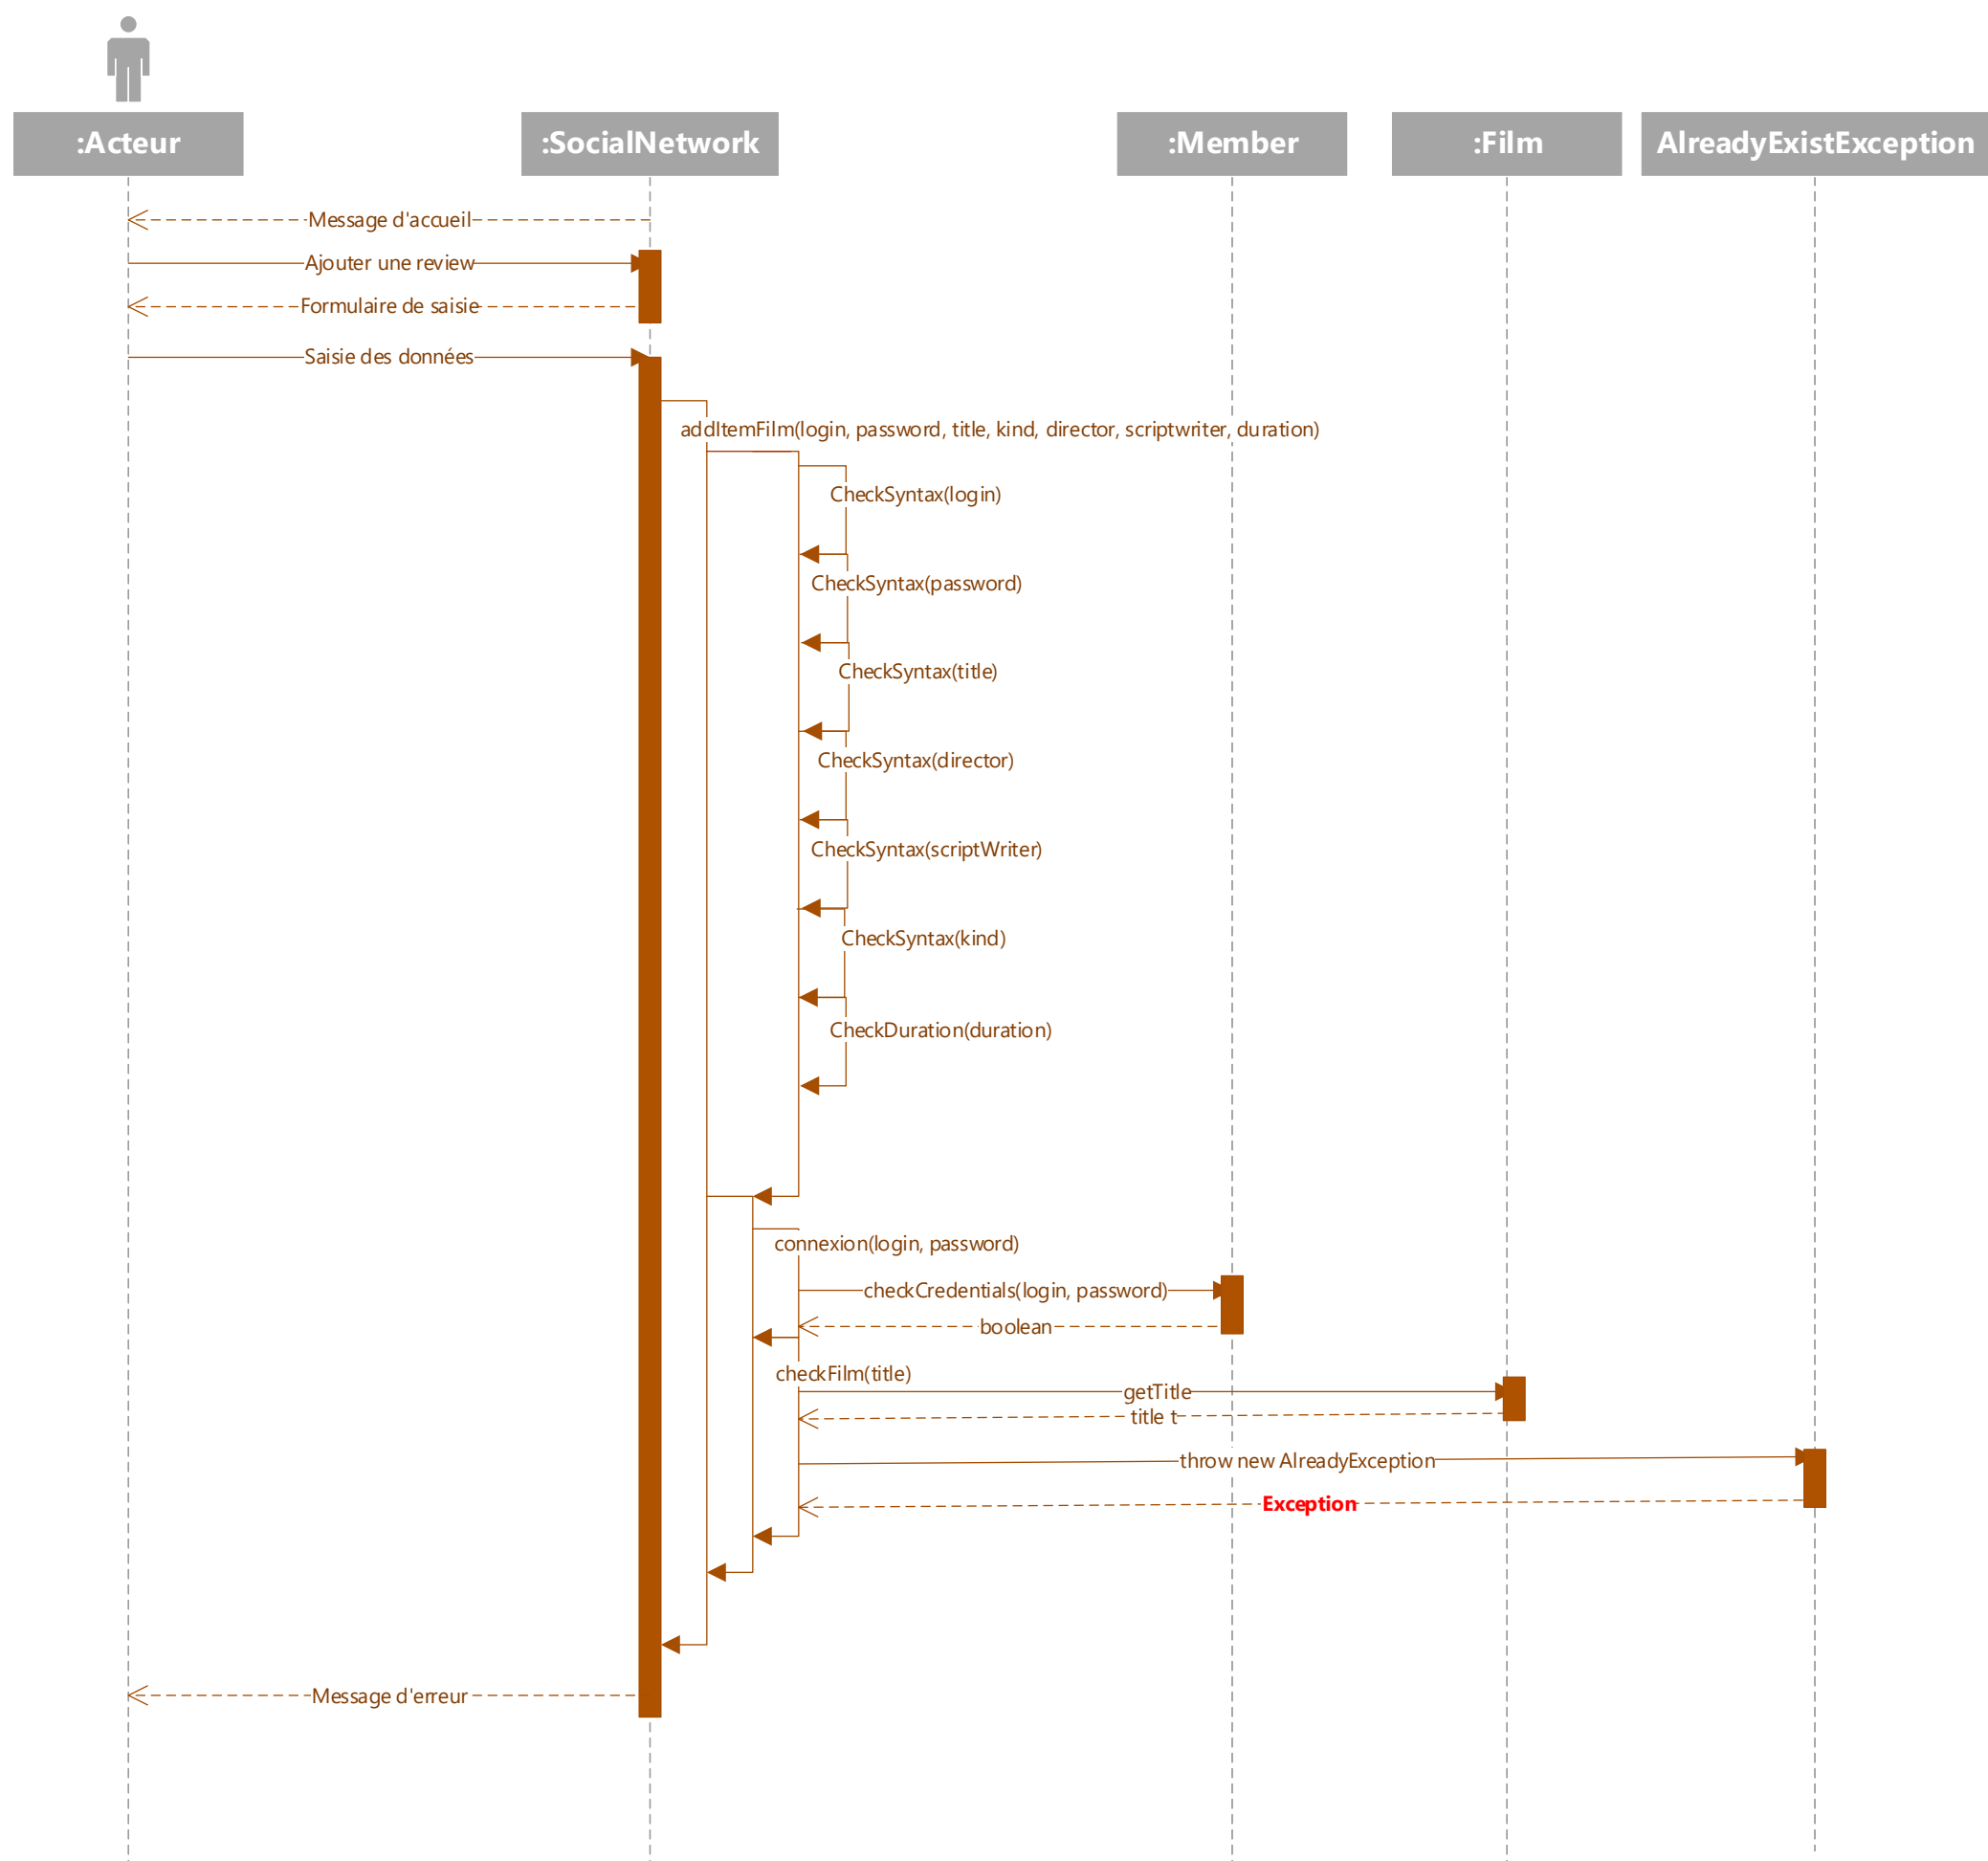 :Acteur
:SocialNetwork
:Member
:Film
AlreadyExistException
Message d'accueil
Ajouter une review
Formulaire de saisie
Saisie des données
addItemFilm(login, password, title, kind, director, scriptwriter, duration)
CheckSyntax(login)
CheckSyntax(password)
CheckSyntax(title)
CheckSyntax(director)
CheckSyntax(scriptWriter)
CheckSyntax(kind)
CheckDuration(duration)
connexion(login, password)
checkCredentials(login, password)
boolean
checkFilm(title)
getTitle
title t
throw new AlreadyException
Exception
Message d'erreur